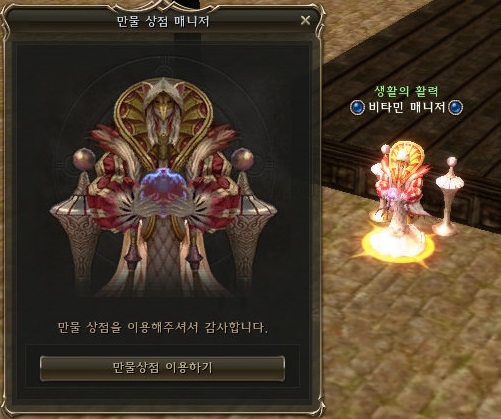 만물 상점 매니저
생활의 활력
비타민 매니저
만물 상점을 이용해주셔서 감사합니다.
만물상점 이용하기